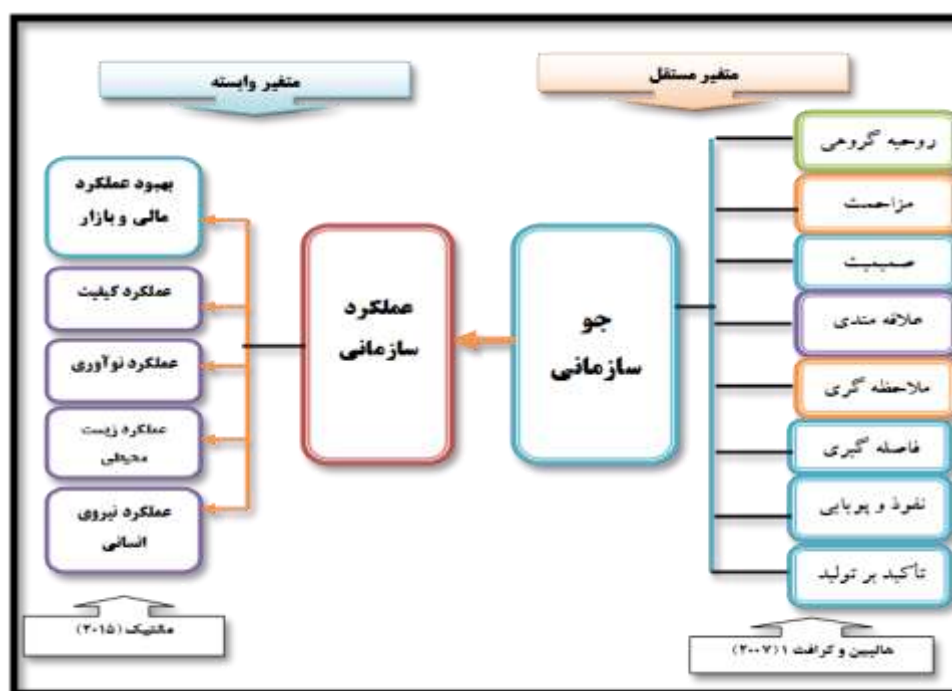 متغیر مستقل
متغیر وابسته
روحیه گروهی
مزاحمت
صمیمیت
علاقه مندی
ملاحظه گری
فاصله گیری
نفوذ و پویایی
تأکید بر تولید
جو
سازمانی
عملکرد
سازمانی
بهبود عملکرد
مالی و بازار
عملکرد کیفیت
عملکرد نوآوری
عملکرد زیست
محیطی
عملکرد نیروی
انسانی
هالپین و کرافت ۱ (۲۰۰۷)
مالتیک (۲۰۱۵)